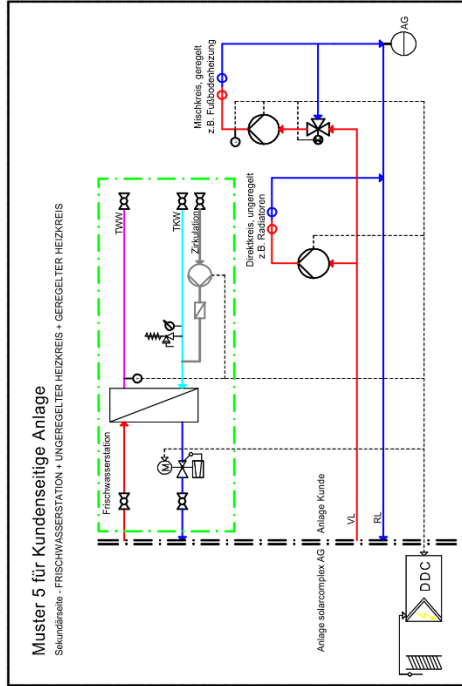 Muster 5 für Kundenseitige Anlage
Sekundärseite - FRISCHWASSERSTATION + UNGEREGELTER HEIZKREIS + GEREGELTER HEIZKREIS
Frischwasserstation
TWW
TKW
Zirkulation
M
Direktkreis, ungeregelt
z.B. Radiatoren
Mischkreis, geregelt
z.B. Fußbodenheizung
AG
Anlage solarcomplex AG
Anlage Kunde
VL
RL
DDC